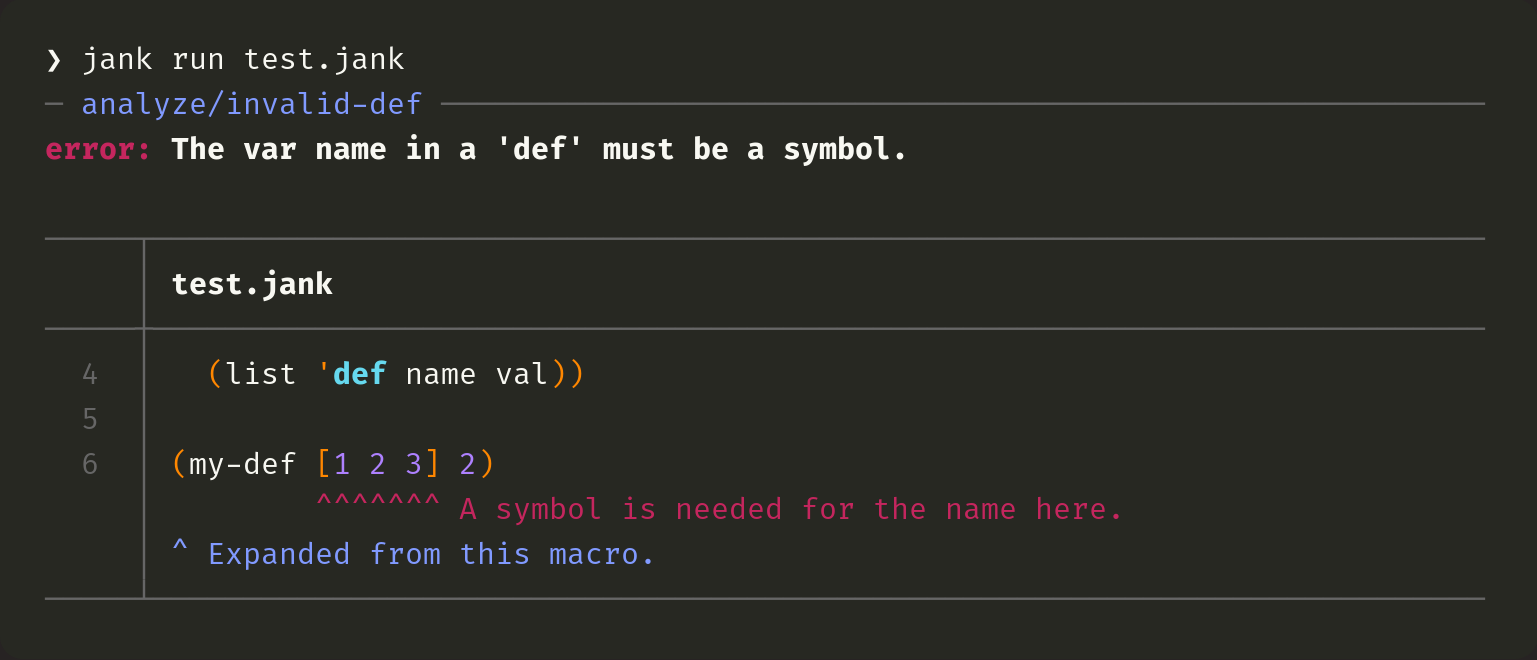 ❯ jank run test.jank
─ analyze/invalid-def ─
error: The var name in a 'def' must be a symbol.
test.jank
4 (list 'def name val))
5
6 (my-def [1 2 3] 2)
^^^^^^^ A symbol is needed for the name here.
^ Expanded from this macro.